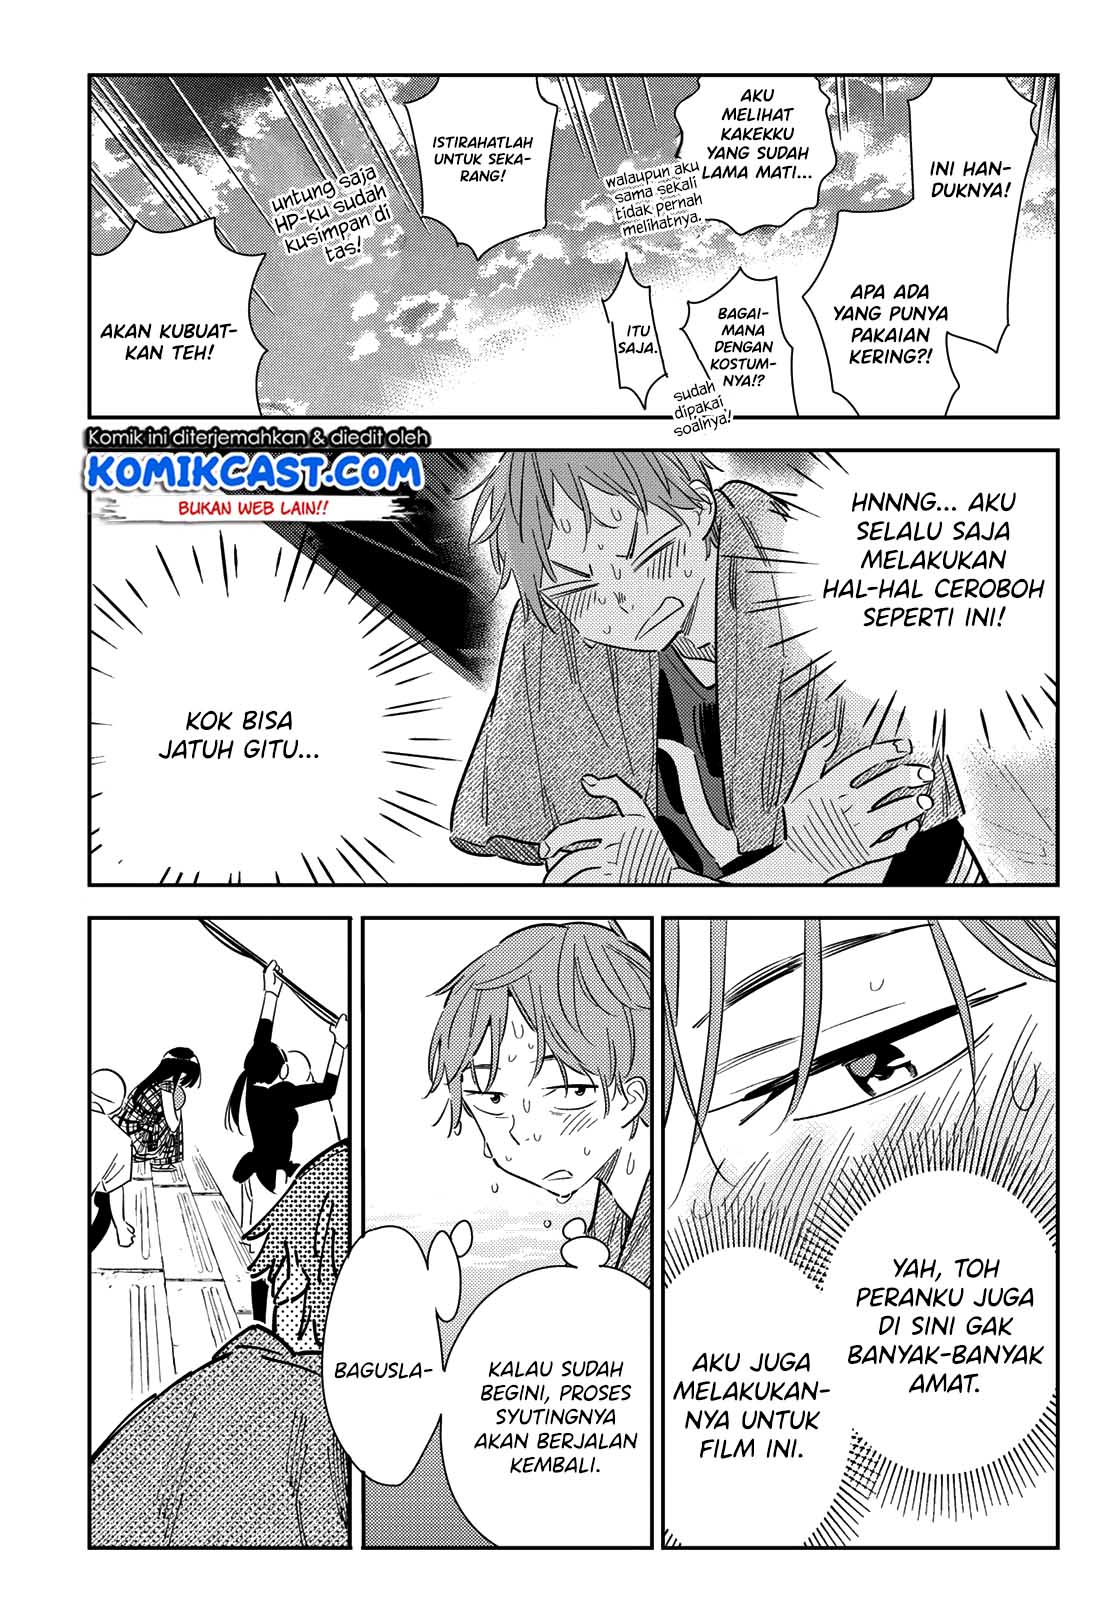 INI HAN-
DUKNYA!
APA ADA
YANG PUNYA
PAKAIAN
KERING?!
AKU
MELIHAT
KAKEKKU
YANG SUDAH
LAMA MATI...
walaupun aku
sama sekali
tidak pernah
melihatnya.
BAGAI-
MANA
DENGAN
KOSTUM-
NYA!?
sudah
dipakai
soalnya!
ITU
SAJA.
ISTIRAHATLAH
UNTUK SEKA-
RANG!
untung saja
HP-ku sudah
kusimpan di
tas!
AKAN KUBUAT-
KAN TEH!
Komik ini diterjemahkan & diedit oleh
KOMIKCAST.COM
BUKAN WEB LAIN!!
HNNNG... AKU
SELALU SAJA
MELAKUKAN
HAL-HAL CEROBOH
SEPERTI INI!
KOK BISA
JATUH GITU...
YAH, TOH
PERANKU JUGA
DI SINI GAK
BANYAK-BANYAK
AMAT.
AKU JUGA
MELAKUKAN-
NYA UNTUK
FILM INI.
KALAU SUDAH
BEGINI, PROSES
SYUTINGNYA
AKAN BERJALAN
KEMBALI.
BAGUSLA-